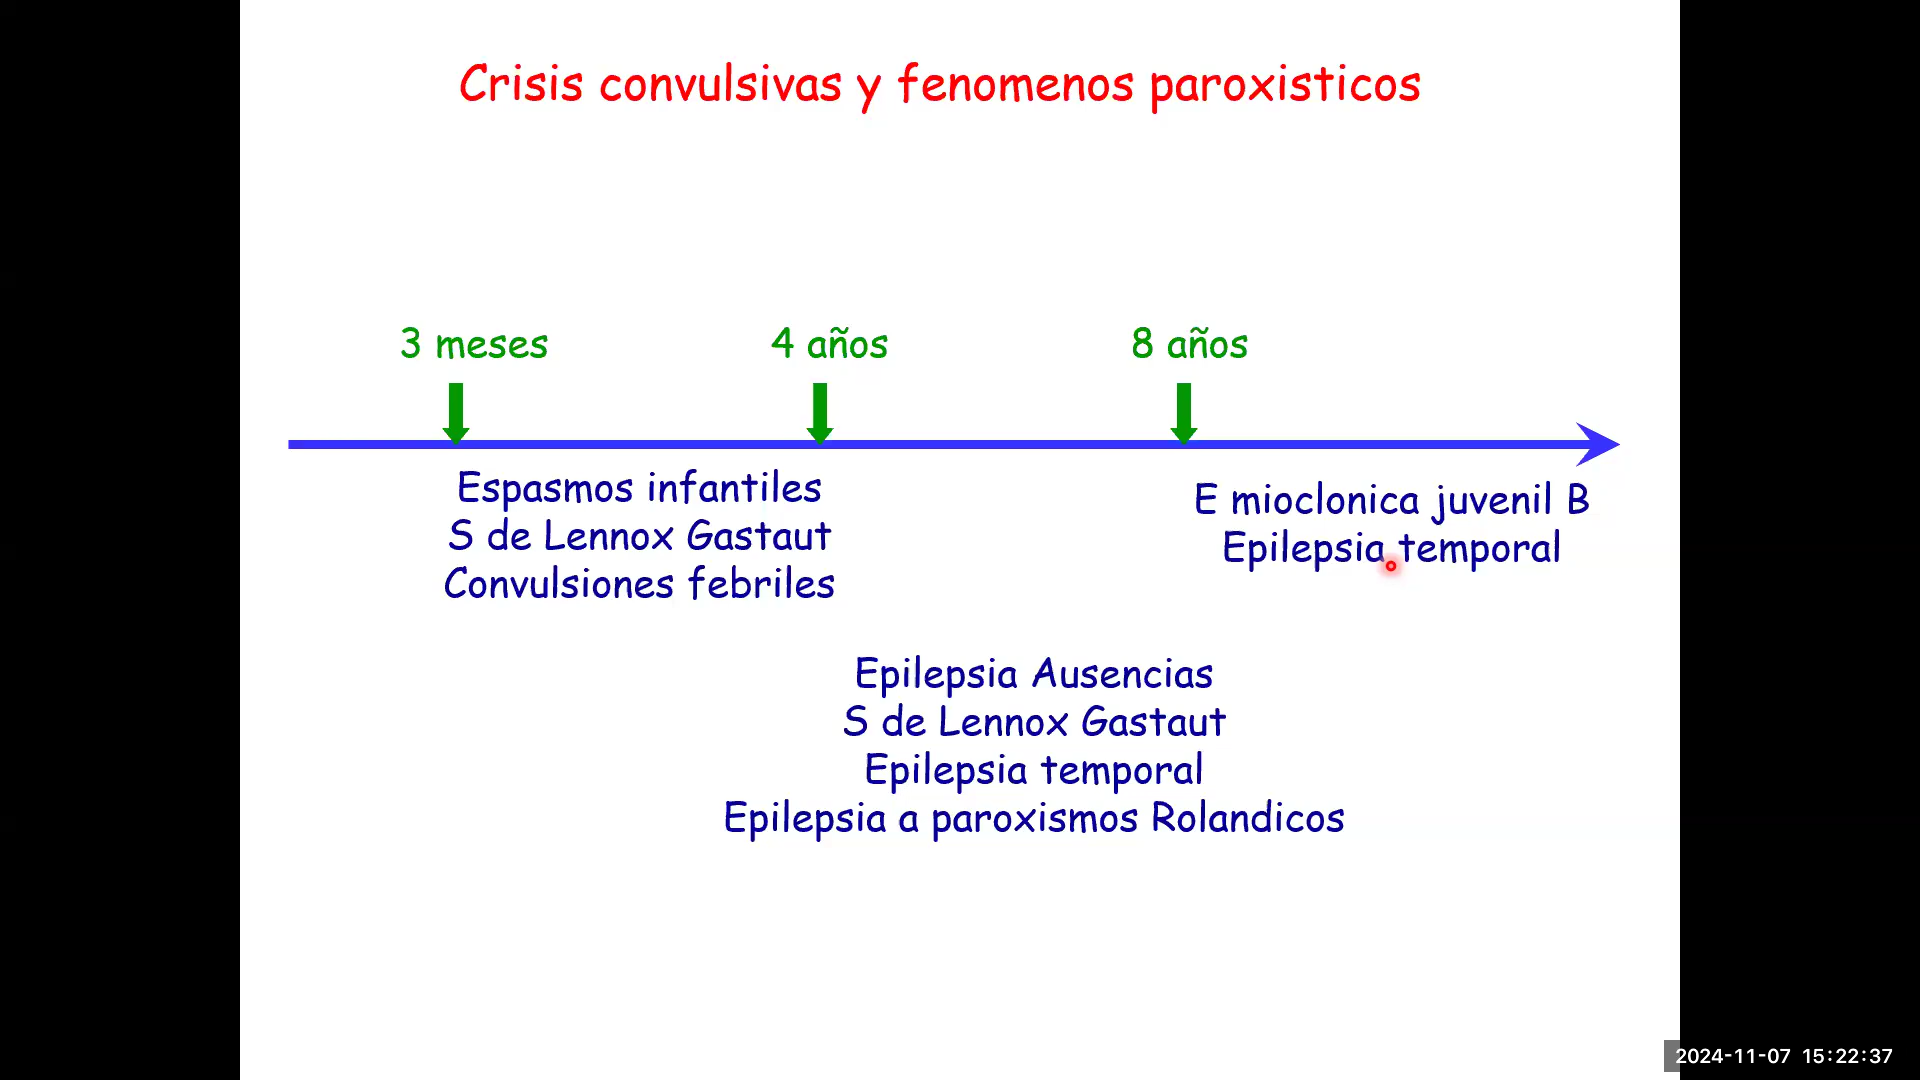 Crisis convulsivas y fenomenos paroxisticos
3 meses
4 años
8 años
Espasmos infantiles
S de Lennox Gastaut
Convulsiones febriles
E mioclonica juvenil B
Epilepsia temporal
Epilepsia Ausencias
S de Lennox Gastaut
Epilepsia temporal
Epilepsia a paroxismos Rolandicos
2024-11-07 15:22:37